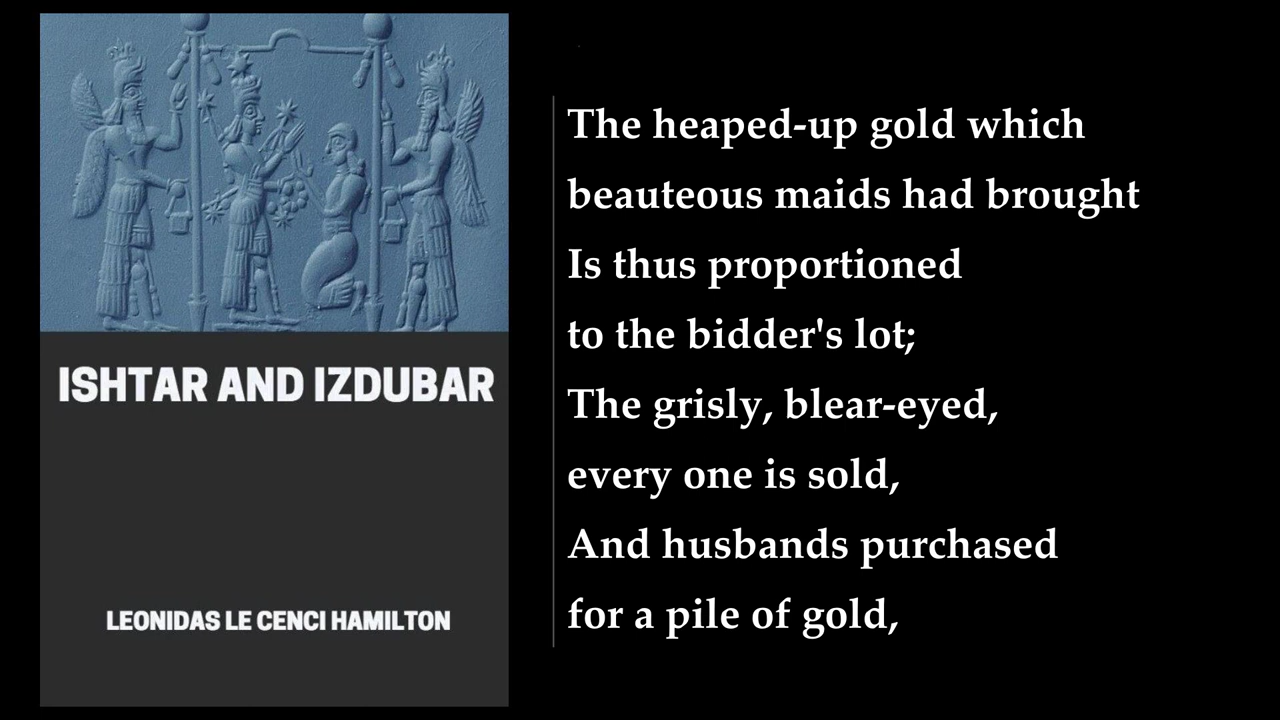 ISHTAR AND IZDUBAR
LEONIDAS LE CENCI HAMILTON
The heaped-up gold which
beauteous maids had brought
Is thus proportioned
to the bidder's lot;
The grisly, blear-eyed,
every one is sold,
And husbands purchased
for a pile of gold,